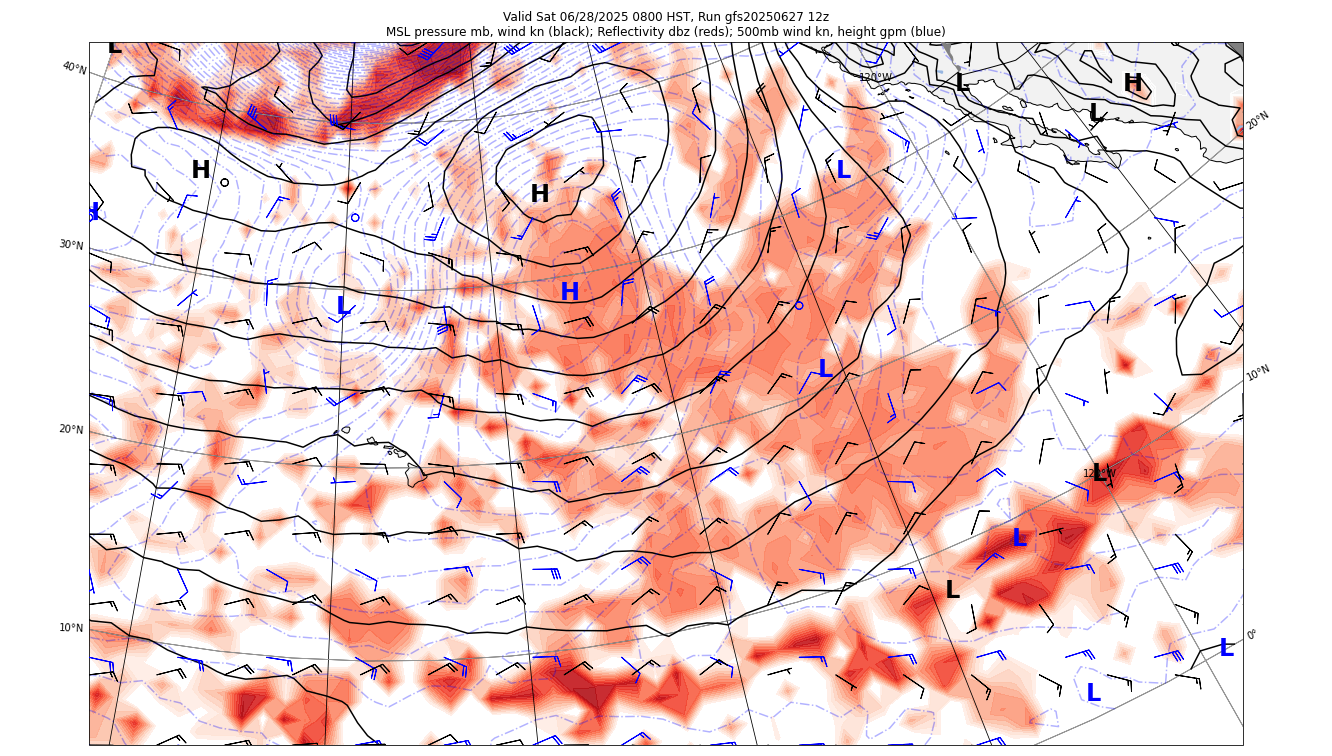 Valid Sat 06/28/2025 0800 HST, Run gfs20250627 12z
MSL pressure mb, wind kn (black); Reflectivity dbz (reds); 500mb wind kn, height gpm (blue)
L
40°N
120°W
L
H
L
20°N
H
L
H
H
30°N
H
L
L
10°N
20°N
L
120°W
L
L
10°N
0°
L
L